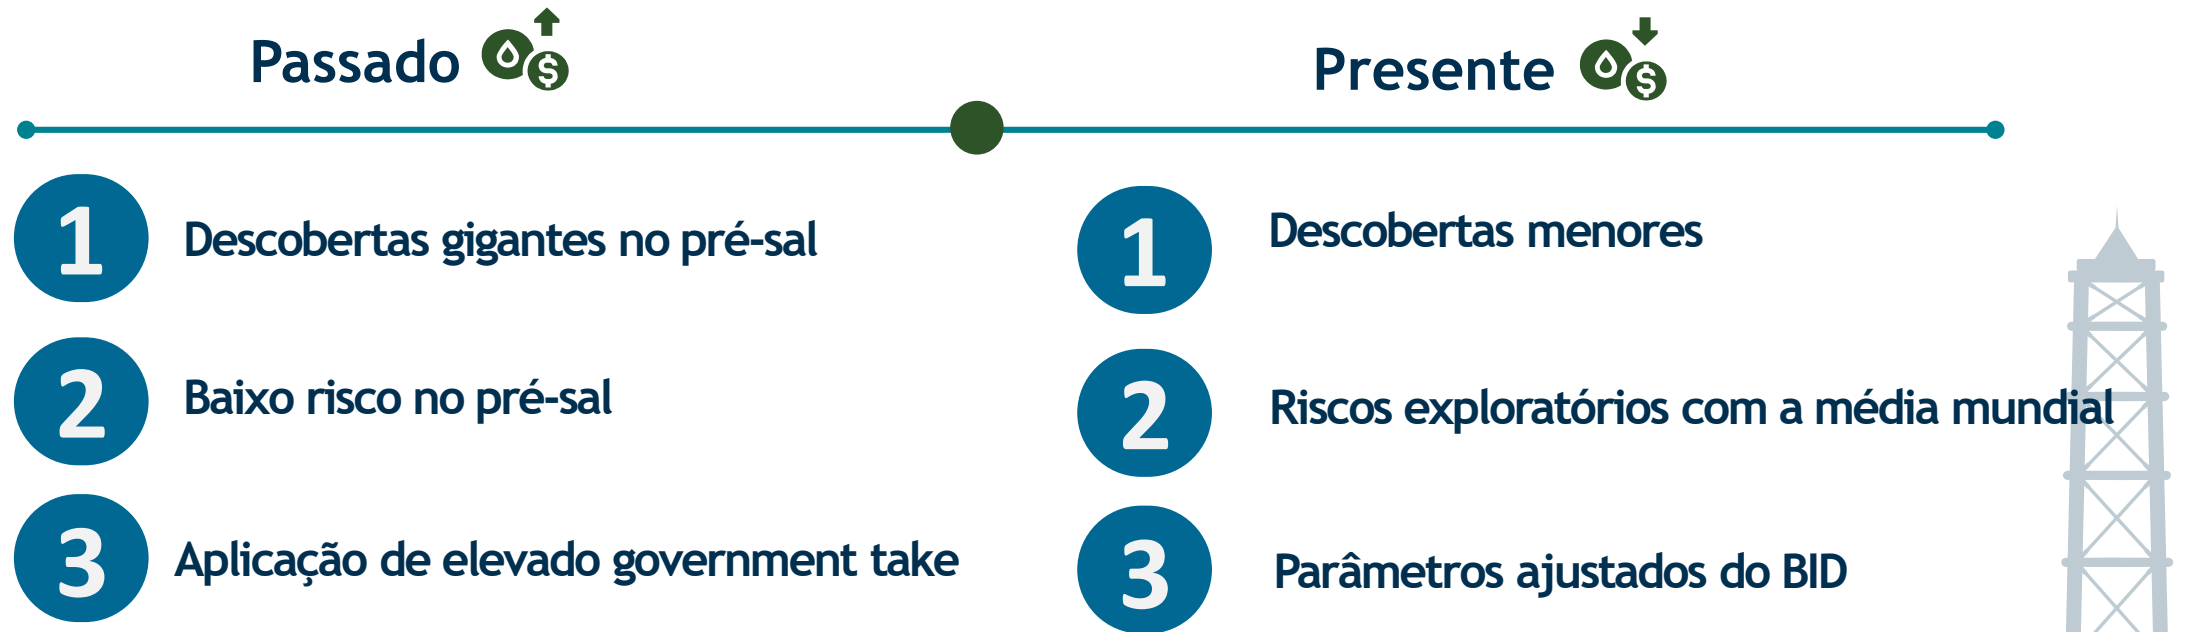 Passado
$
1
Descobertas gigantes no pré-sal
2
Baixo risco no pré-sal
3
Aplicação de elevado government take
Presente
$
1
Descobertas menores
2
Riscos exploratórios com a média mundial
3
Parâmetros ajustados do BID